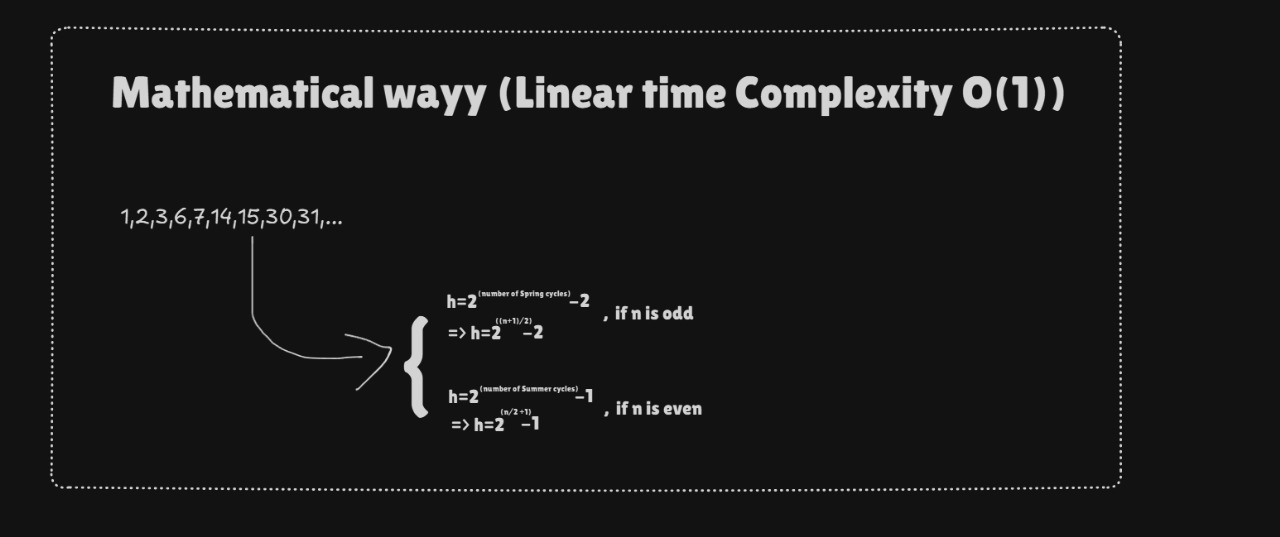 Mathematical wayy (Linear time Complexity O(1))
1,2,3,6,7,14,15,30,31,...
h=2(number of Spring cycles)-2
, if n is odd
=> h=2((n+1)/2)-2
h=2(number of Summer cycles)-1
, if n is even
=> h=2(n/2 +1)-1